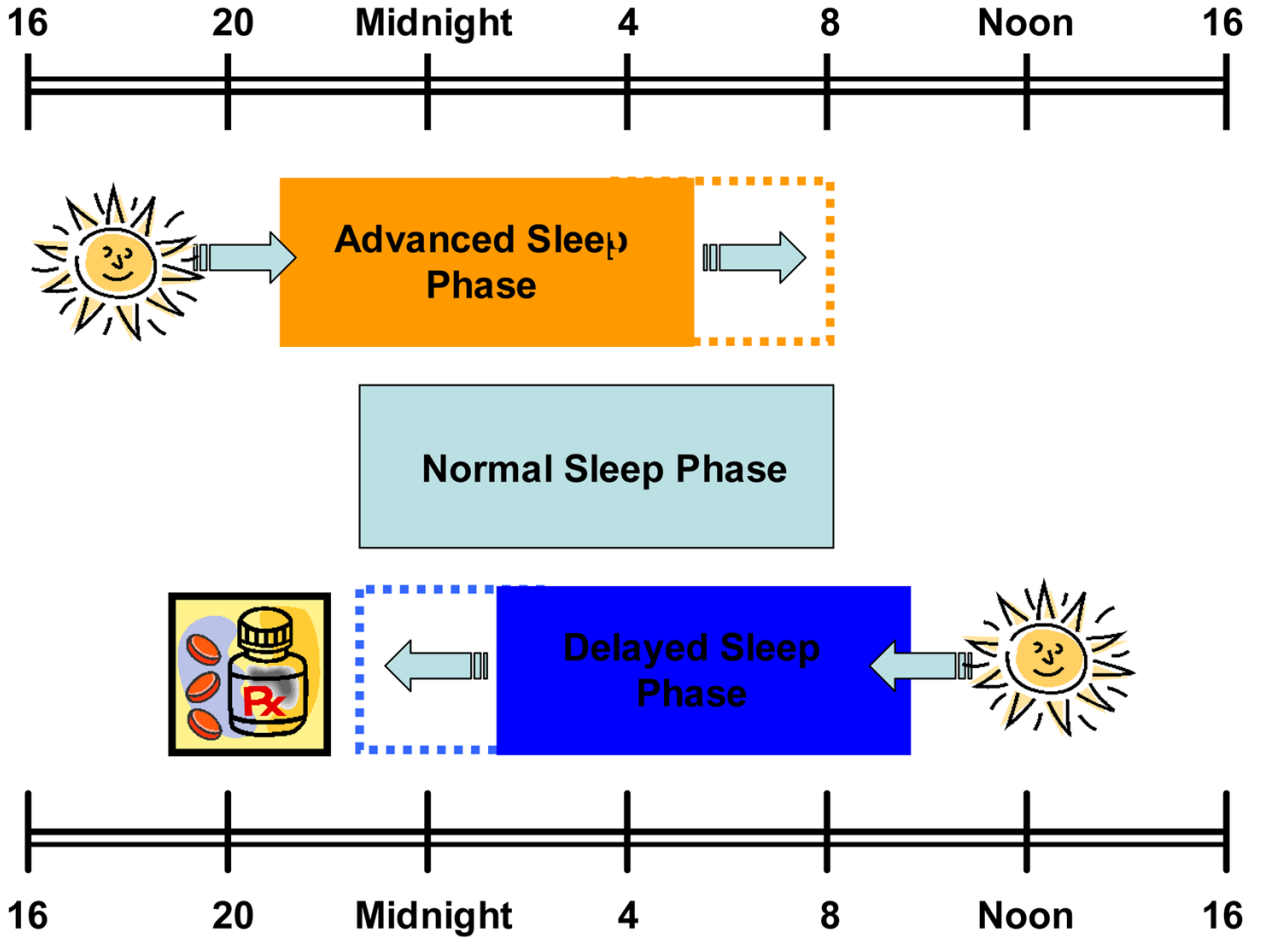 16 20 Midnight 4 8 Noon 16
Advanced Sleep
Phase
Normal Sleep Phase
Delayed Sleep
Phase
Rx
16 20 Midnight 4 8 Noon 16